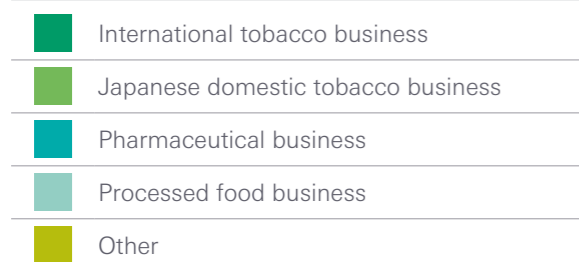 International tobacco business
Japanese domestic tobacco business
Pharmaceutical business
Processed food business
Other